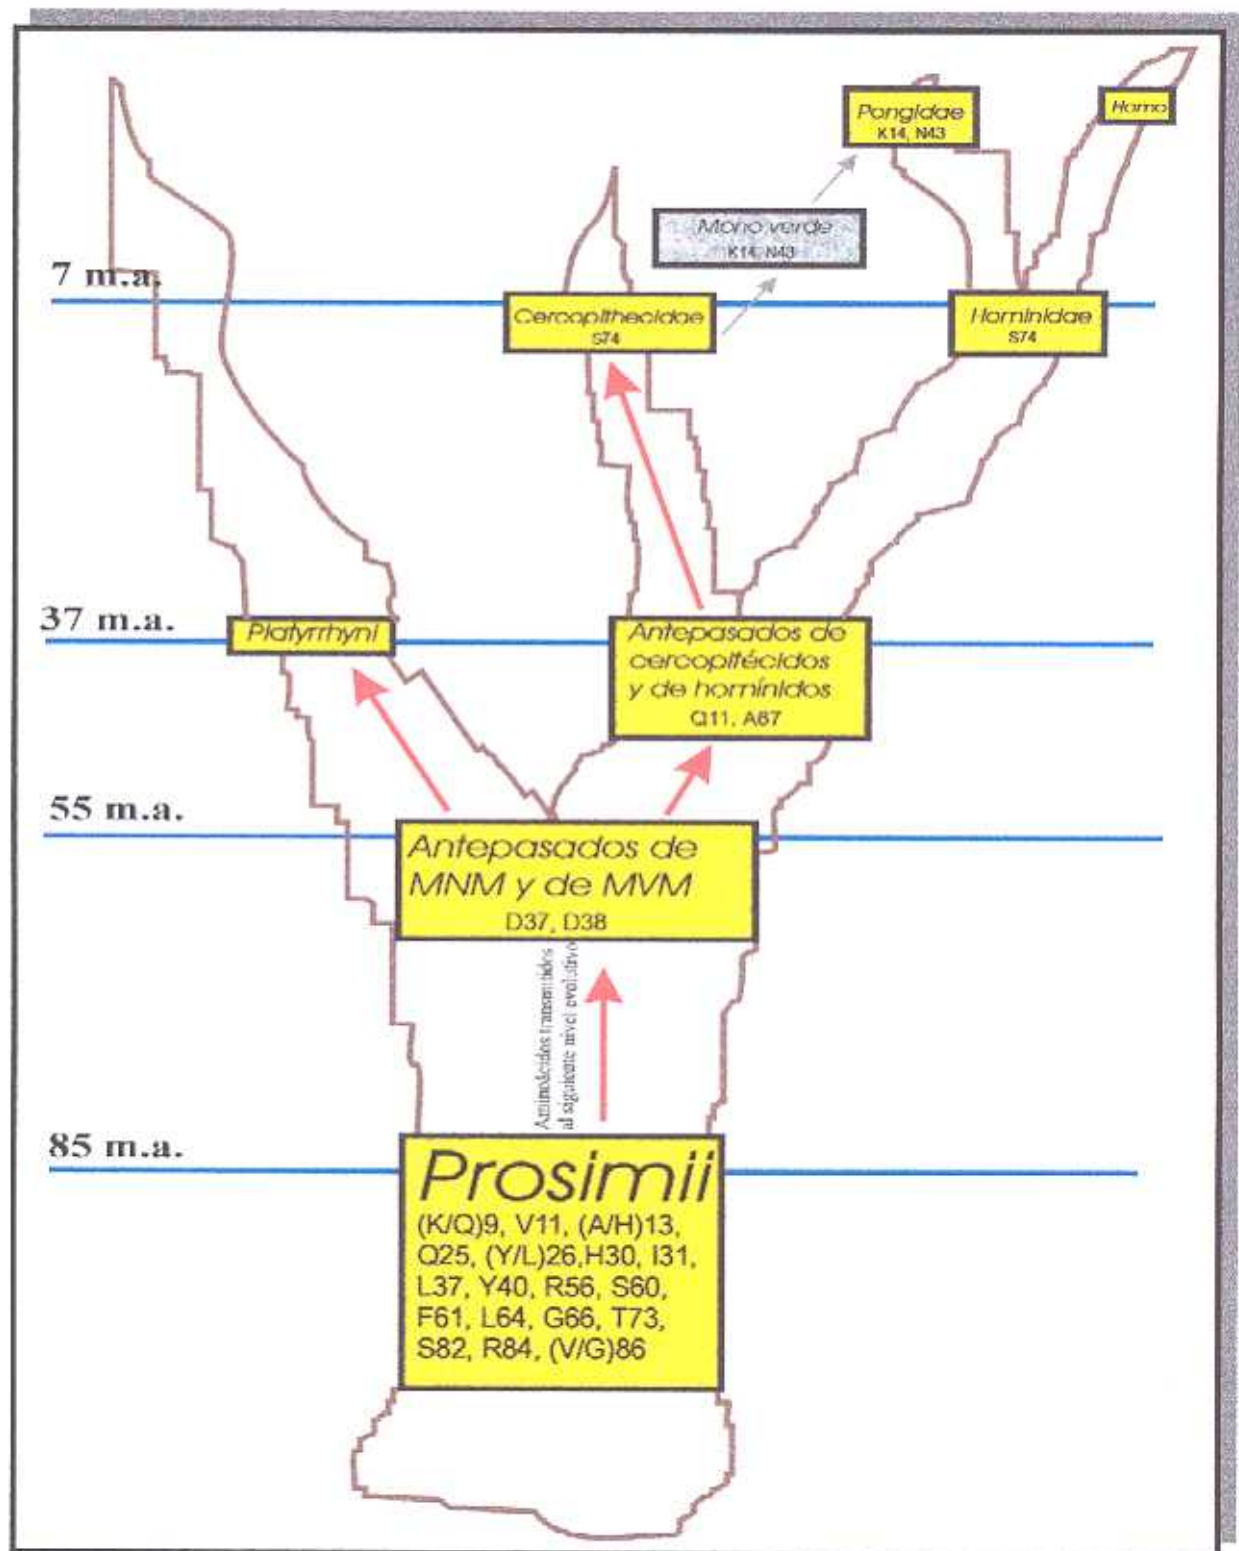 Pongidae
K14, N43
Homo
Mono verde
K14, N43
7 m.a.
Cercopithecidae
S74
Hominidae
S74
37 m.a.
Platyrrhyni
Antepasados de
cercopitécidos
y de homínidos
Q11, A87
55 m.a.
Antepasados de
MNM y de MVM
D37, D38
Aminoácidos transmitidos
al siguiente nivel evolutivo
85 m.a.
Prosimii
(K/Q)9, V11, (A/H)13,
Q25, (Y/L)26,H30, I31,
L37, Y40, R56, S60,
F61, L64, G66, T73,
S82, R84, (V/G)86